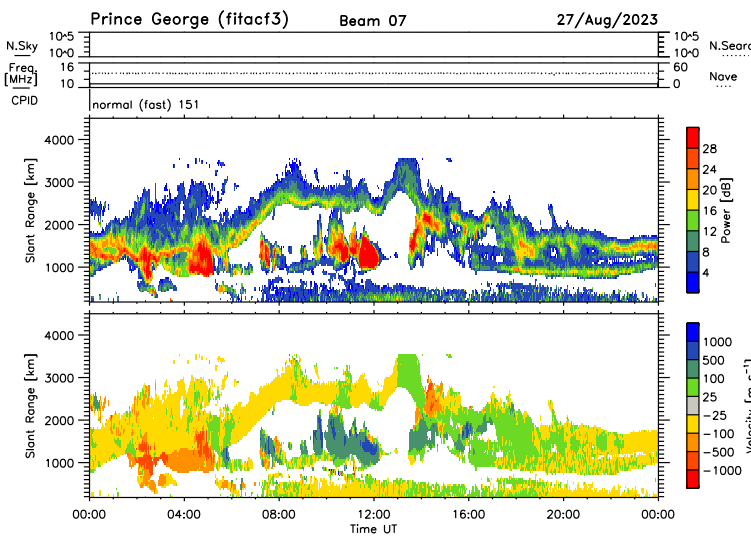 Prince George (fitacf3) Beam 07 27/Aug/2023
N.Sky 10^5 10^0 10^5 10^0 N.Sear
Freq [MHz] 16 10 60 0 Nave
CPID normal (fast) 151
Slant Range [km] 4000 3000 2000 1000
Power [dB] 28 24 20 16 12 8 4
Slant Range [km] 4000 3000 2000 1000
Velocity [m s⁻¹] 1000 500 100 25 -25 -100 -500 -1000
00:00 04:00 08:00 12:00 16:00 20:00 00:00
Time UT